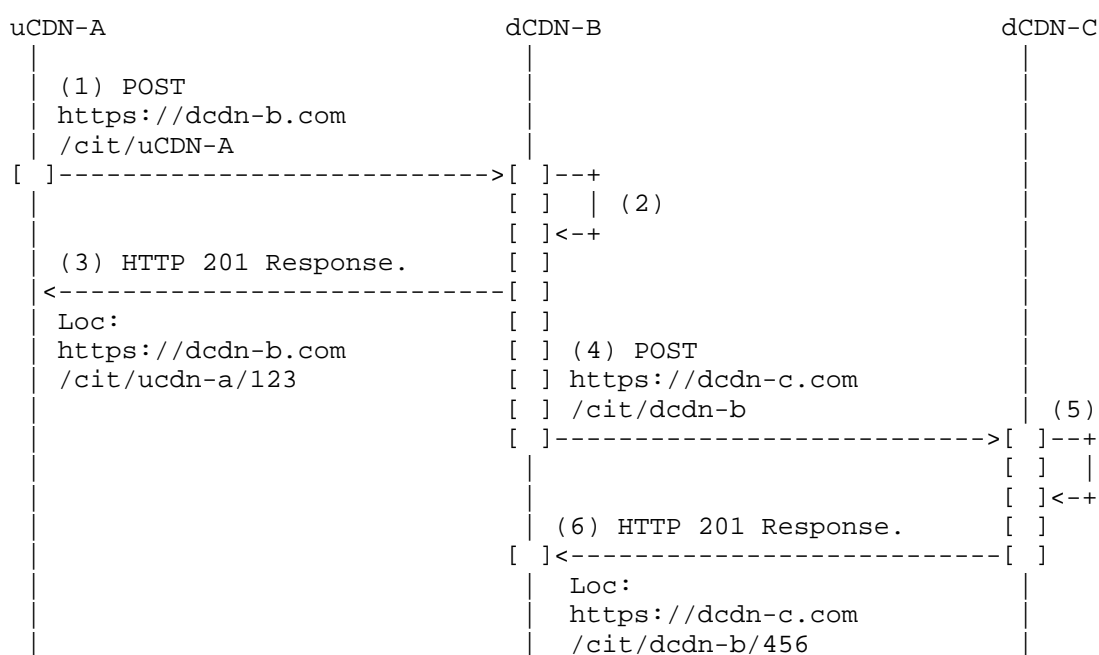 uCDN-A dCDN-B dCDN-C
(1) POST
https://dcdn-b.com
/cit/uCDN-A
[ ]--------------------------->[ ]--+
[ ] | (2)
[ ]<-+
(3) HTTP 201 Response. [ ]
<----------------------------[ ]
Loc: [ ]
https://dcdn-b.com [ ] (4) POST
/cit/ucdn-a/123 [ ] https://dcdn-c.com
[ ] /cit/dcdn-b (5)
[ ]--------------------------->[ ]--+
[ ] |
[ ]<-+
(6) HTTP 201 Response. [ ]
[ ]<---------------------------[ ]
Loc:
https://dcdn-c.com
/cit/dcdn-b/456